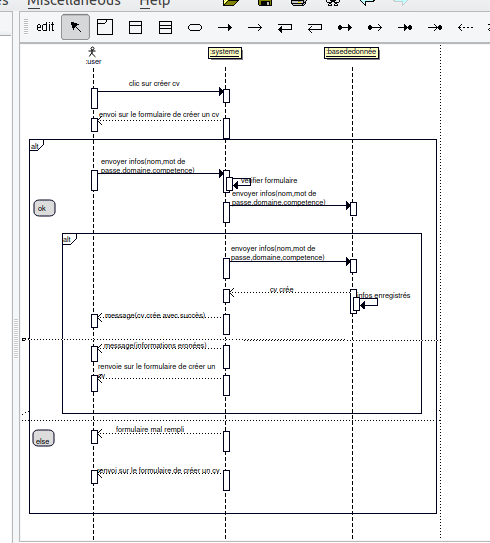 Miscellaneous Help
edit
:user
:systeme
:basededonnée
clic sur créer cv
envoi sur le formulaire de créer un cv
alt
envoyer infos(nom,mot de
passe,domaine,competence)
verifier formulaire
envoyer infos(nom,mot de
passe,domaine,competence)
ok
alt
envoyer infos(nom,mot de
passe,domaine,competence)
cv crée
infos enregistrés
message(cv crée avec succès)
message(informations eronées)
renvoie sur le formulaire de créer un
cv
formulaire mal rempli
else
envoi sur le formulaire de créer un cv